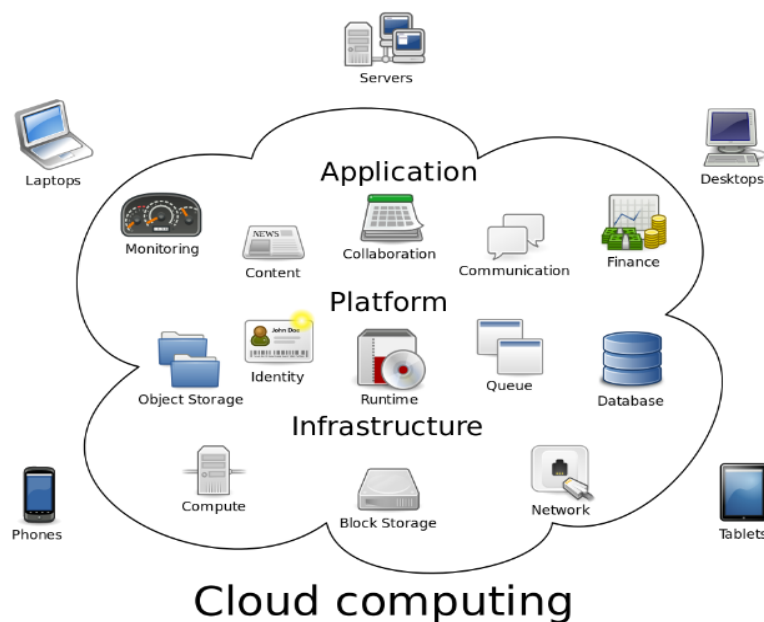 Servers
Laptops
Desktops
Application
Monitoring
NEWS
Content
Collaboration
Communication
Finance
Platform
John Doe
Object Storage
Identity
Runtime
Queue
Database
Infrastructure
Compute
Block Storage
Network
Phones
Tablets
Cloud computing